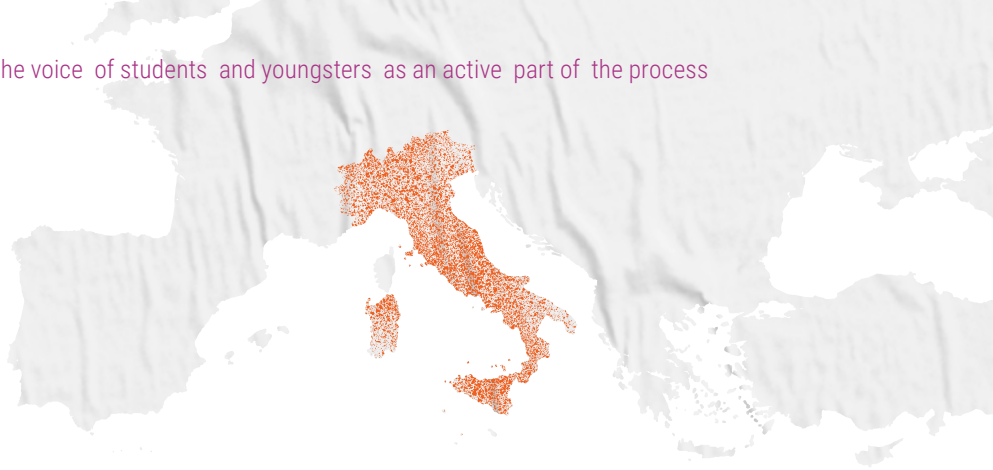 he voice of students and youngsters as an active part of the process